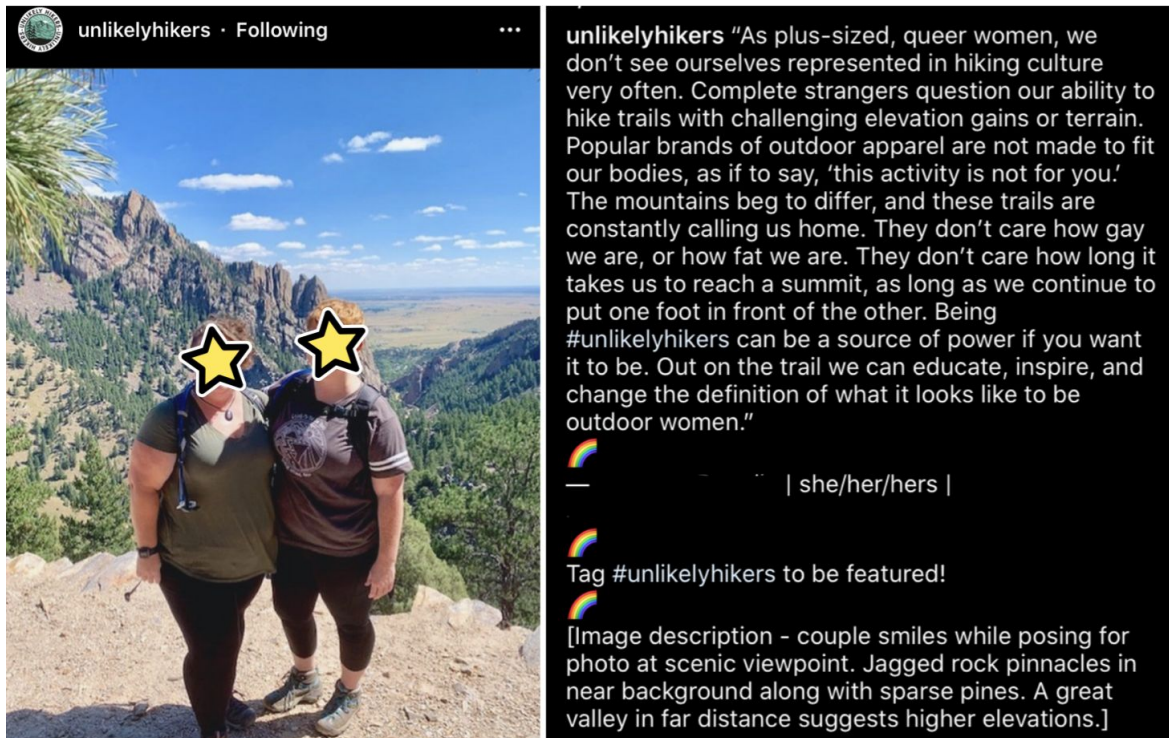 unlikelyhikers · Following
unlikelyhikers “As plus-sized, queer women, we
don’t see ourselves represented in hiking culture
very often. Complete strangers question our ability to
hike trails with challenging elevation gains or terrain.
Popular brands of outdoor apparel are not made to fit
our bodies, as if to say, ‘this activity is not for you.’
The mountains beg to differ, and these trails are
constantly calling us home. They don’t care how gay
we are, or how fat we are. They don’t care how long it
takes us to reach a summit, as long as we continue to
put one foot in front of the other. Being
#unlikelyhikers can be a source of power if you want
it to be. Out on the trail we can educate, inspire, and
change the definition of what it looks like to be
outdoor women.”
— | she/her/hers |
Tag #unlikelyhikers to be featured!
[Image description - couple smiles while posing for
photo at scenic viewpoint. Jagged rock pinnacles in
near background along with sparse pines. A great
valley in far distance suggests higher elevations.]